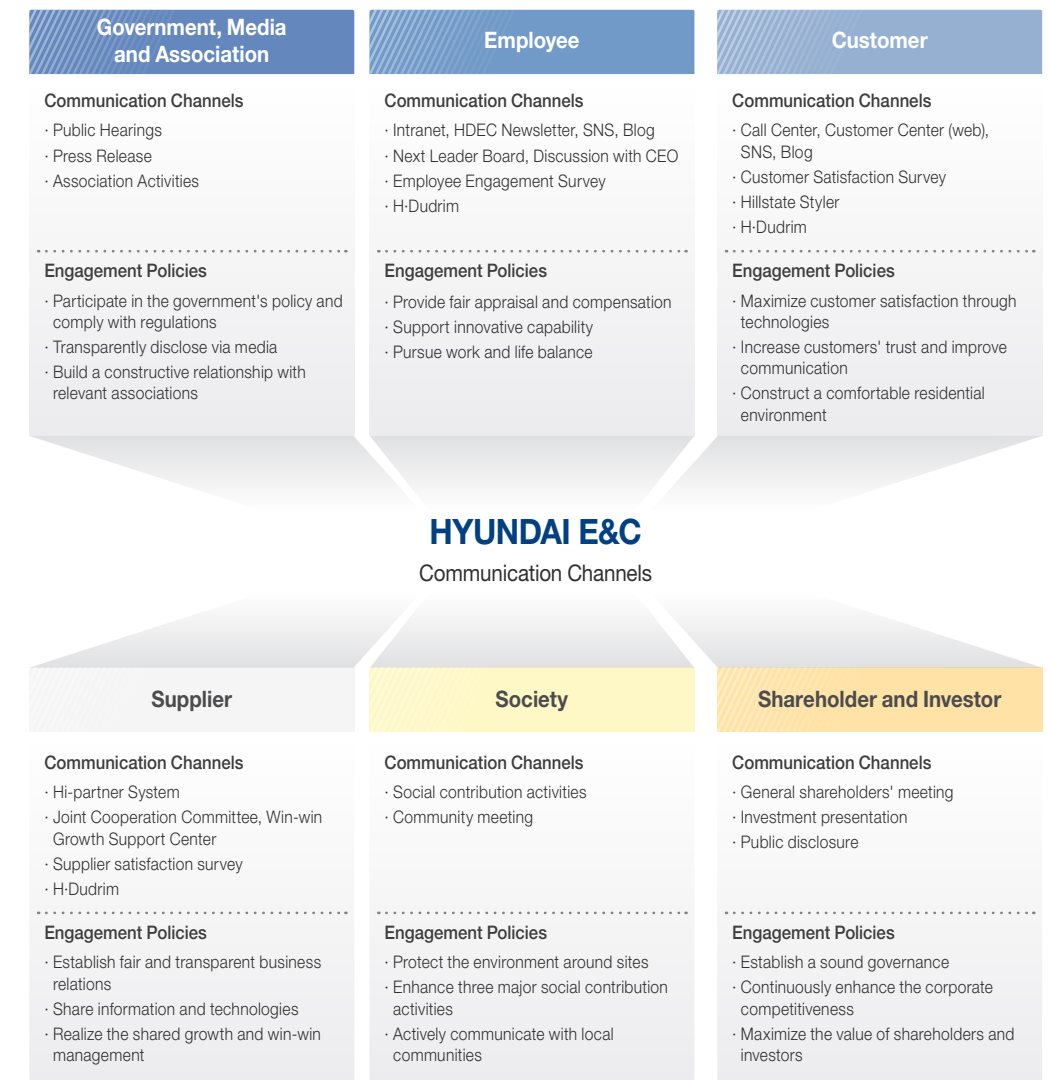 Government, Media
and Association
Communication Channels
· Public Hearings
· Press Release
· Association Activities
Engagement Policies
· Participate in the government's policy and
comply with regulations
· Transparently disclose via media
· Build a constructive relationship with
relevant associations
Employee
Communication Channels
· Intranet, HDEC Newsletter, SNS, Blog
· Next Leader Board, Discussion with CEO
· Employee Engagement Survey
· H·Dudrim
Engagement Policies
· Provide fair appraisal and compensation
· Support innovative capability
· Pursue work and life balance
Customer
Communication Channels
· Call Center, Customer Center (web),
SNS, Blog
· Customer Satisfaction Survey
· Hillstate Styler
· H·Dudrim
Engagement Policies
· Maximize customer satisfaction through
technologies
· Increase customers' trust and improve
communication
· Construct a comfortable residential
environment
HYUNDAI E&C
Communication Channels
Supplier
Communication Channels
· Hi-partner System
· Joint Cooperation Committee, Win-win
Growth Support Center
· Supplier satisfaction survey
· H·Dudrim
Engagement Policies
· Establish fair and transparent business
relations
· Share information and technologies
· Realize the shared growth and win-win
management
Society
Communication Channels
· Social contribution activities
· Community meeting
Engagement Policies
· Protect the environment around sites
· Enhance three major social contribution
activities
· Actively communicate with local
communities
Shareholder and Investor
Communication Channels
· General shareholders' meeting
· Investment presentation
· Public disclosure
Engagement Policies
· Establish a sound governance
· Continuously enhance the corporate
competitiveness
· Maximize the value of shareholders and
investors